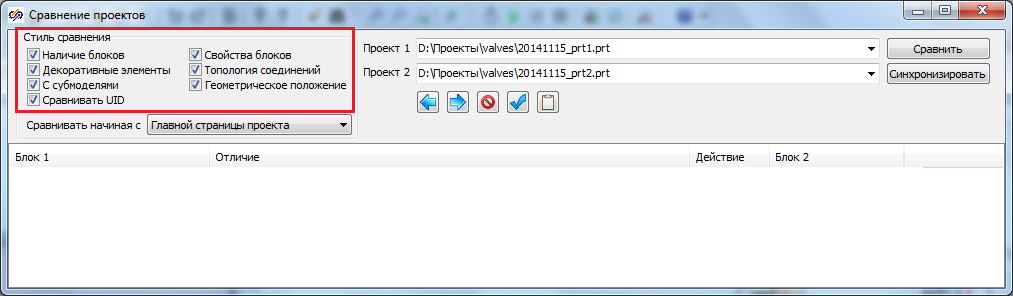 Сравнение проектов
Стиль сравнения
Наличие блоков
Свойства блоков
Декоративные элементы
Топология соединений
С субмоделями
Геометрическое положение
Сравнивать UID
Сравнивать начиная с Главной страницы проекта
Проект 1 D:\Проекты\valves\20141115_prt1.prt Сравнить
Проект 2 D:\Проекты\valves\20141115_prt2.prt Синхронизировать
Блок 1 Отличие Действие Блок 2